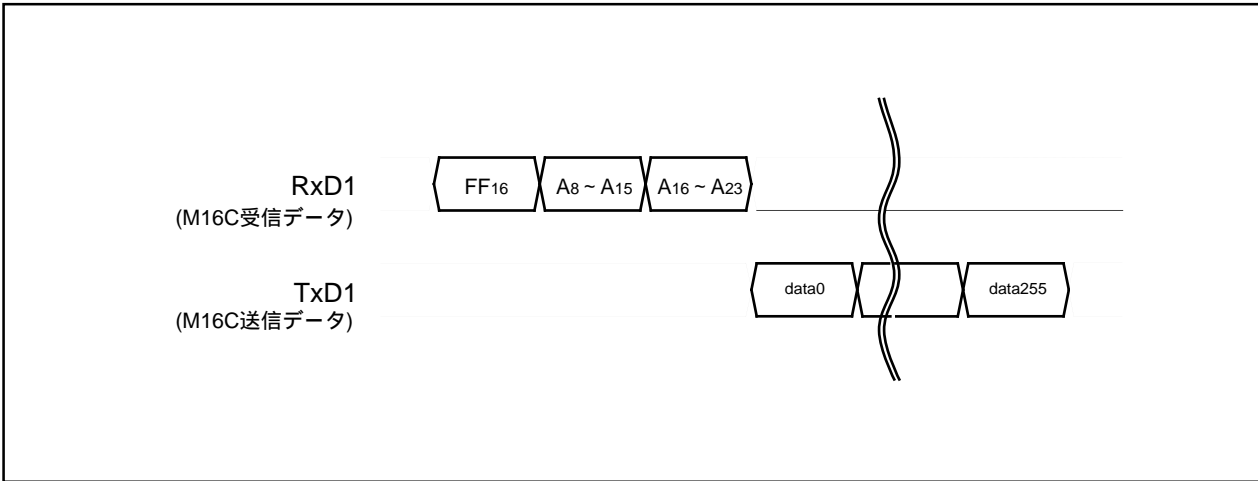 RxD1
(M16C受信データ)
FF16 A8 ~ A15 A16 ~ A23
TxD1
(M16C送信データ)
data0 data255